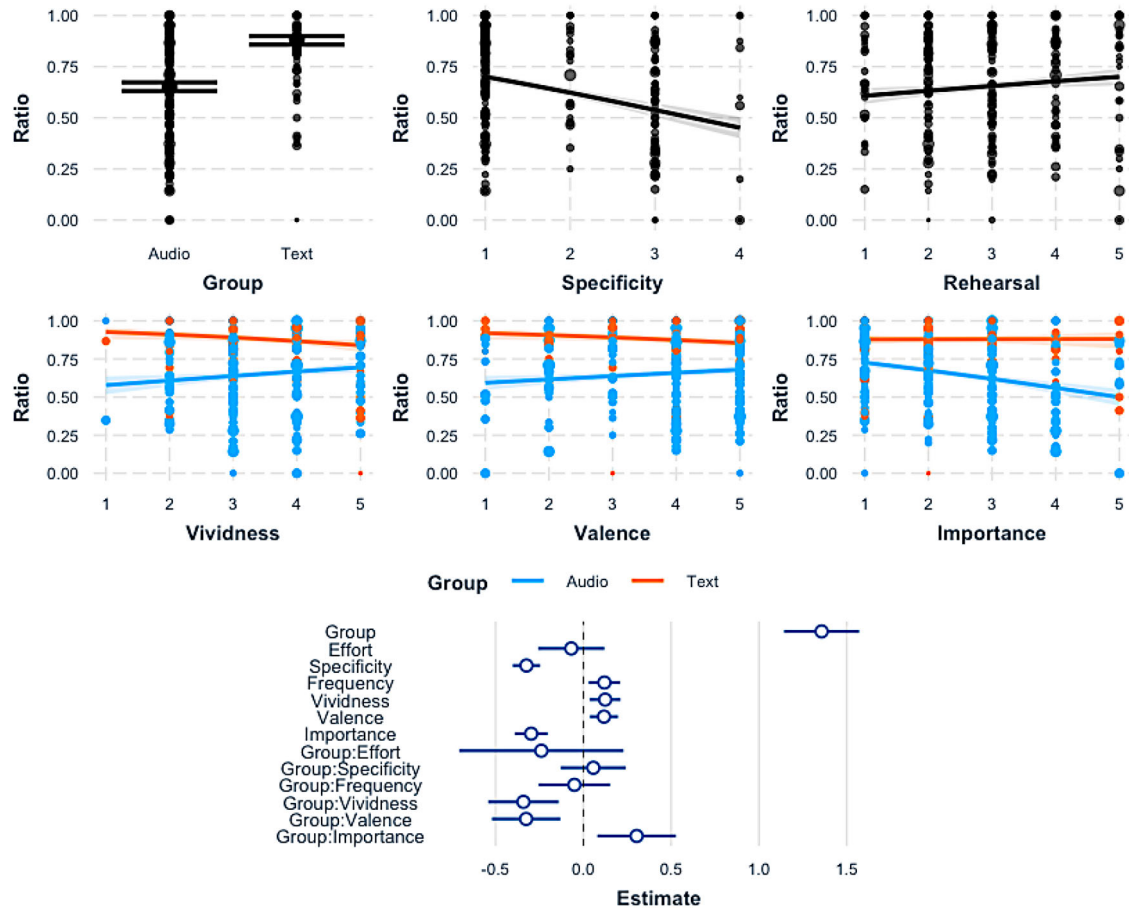 1.00 1.00 1.00
0.75 0.75 0.75
Ratio Ratio Ratio
0.50 0.50 0.50
0.25 0.25 0.25
0.00 0.00 0.00
Audio Text 1 2 3 4 1 2 3 4 5
Group Specificity Rehearsal
1.00 1.00 1.00
0.75 0.75 0.75
Ratio Ratio Ratio
0.50 0.50 0.50
0.25 0.25 0.25
0.00 0.00 0.00
1 2 3 4 5 1 2 3 4 5 1 2 3 4 5
Vividness Valence Importance
Group Audio Text
Group
Effort
Specificity
Frequency
Vividness
Valence
Importance
Group:Effort
Group:Specificity
Group:Frequency
Group:Vividness
Group:Valence
Group:Importance
-0.5 0.0 0.5 1.0 1.5
Estimate